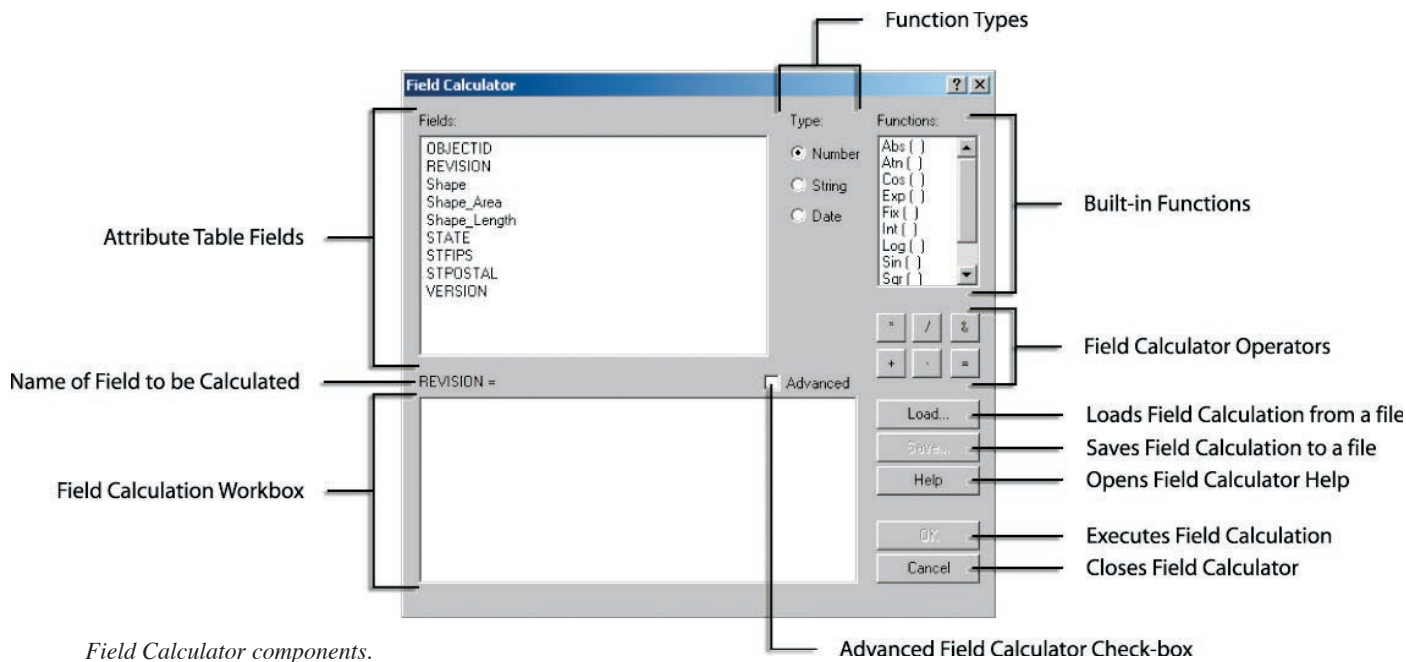 Function Types
Field Calculator
? X
Fields:
Type:
Functions:
OBJECTID
REVISION
Shape
Shape_Area
Shape_Length
STATE
STFIPS
STPOSTAL
VERSION
Number
String
Date
Abs ( )
Atn ( )
Cos ( )
Exp ( )
Fix ( )
Int ( )
Log ( )
Sin ( )
Sqr ( )
Attribute Table Fields
Built-in Functions
* / &
+ - =
Field Calculator Operators
Name of Field to be Calculated
REVISION =
Advanced
Load...
Loads Field Calculation from a file
Save...
Saves Field Calculation to a file
Help
Opens Field Calculator Help
Field Calculation Workbox
OK
Executes Field Calculation
Cancel
Closes Field Calculator
Field Calculator components.
Advanced Field Calculator Check-box